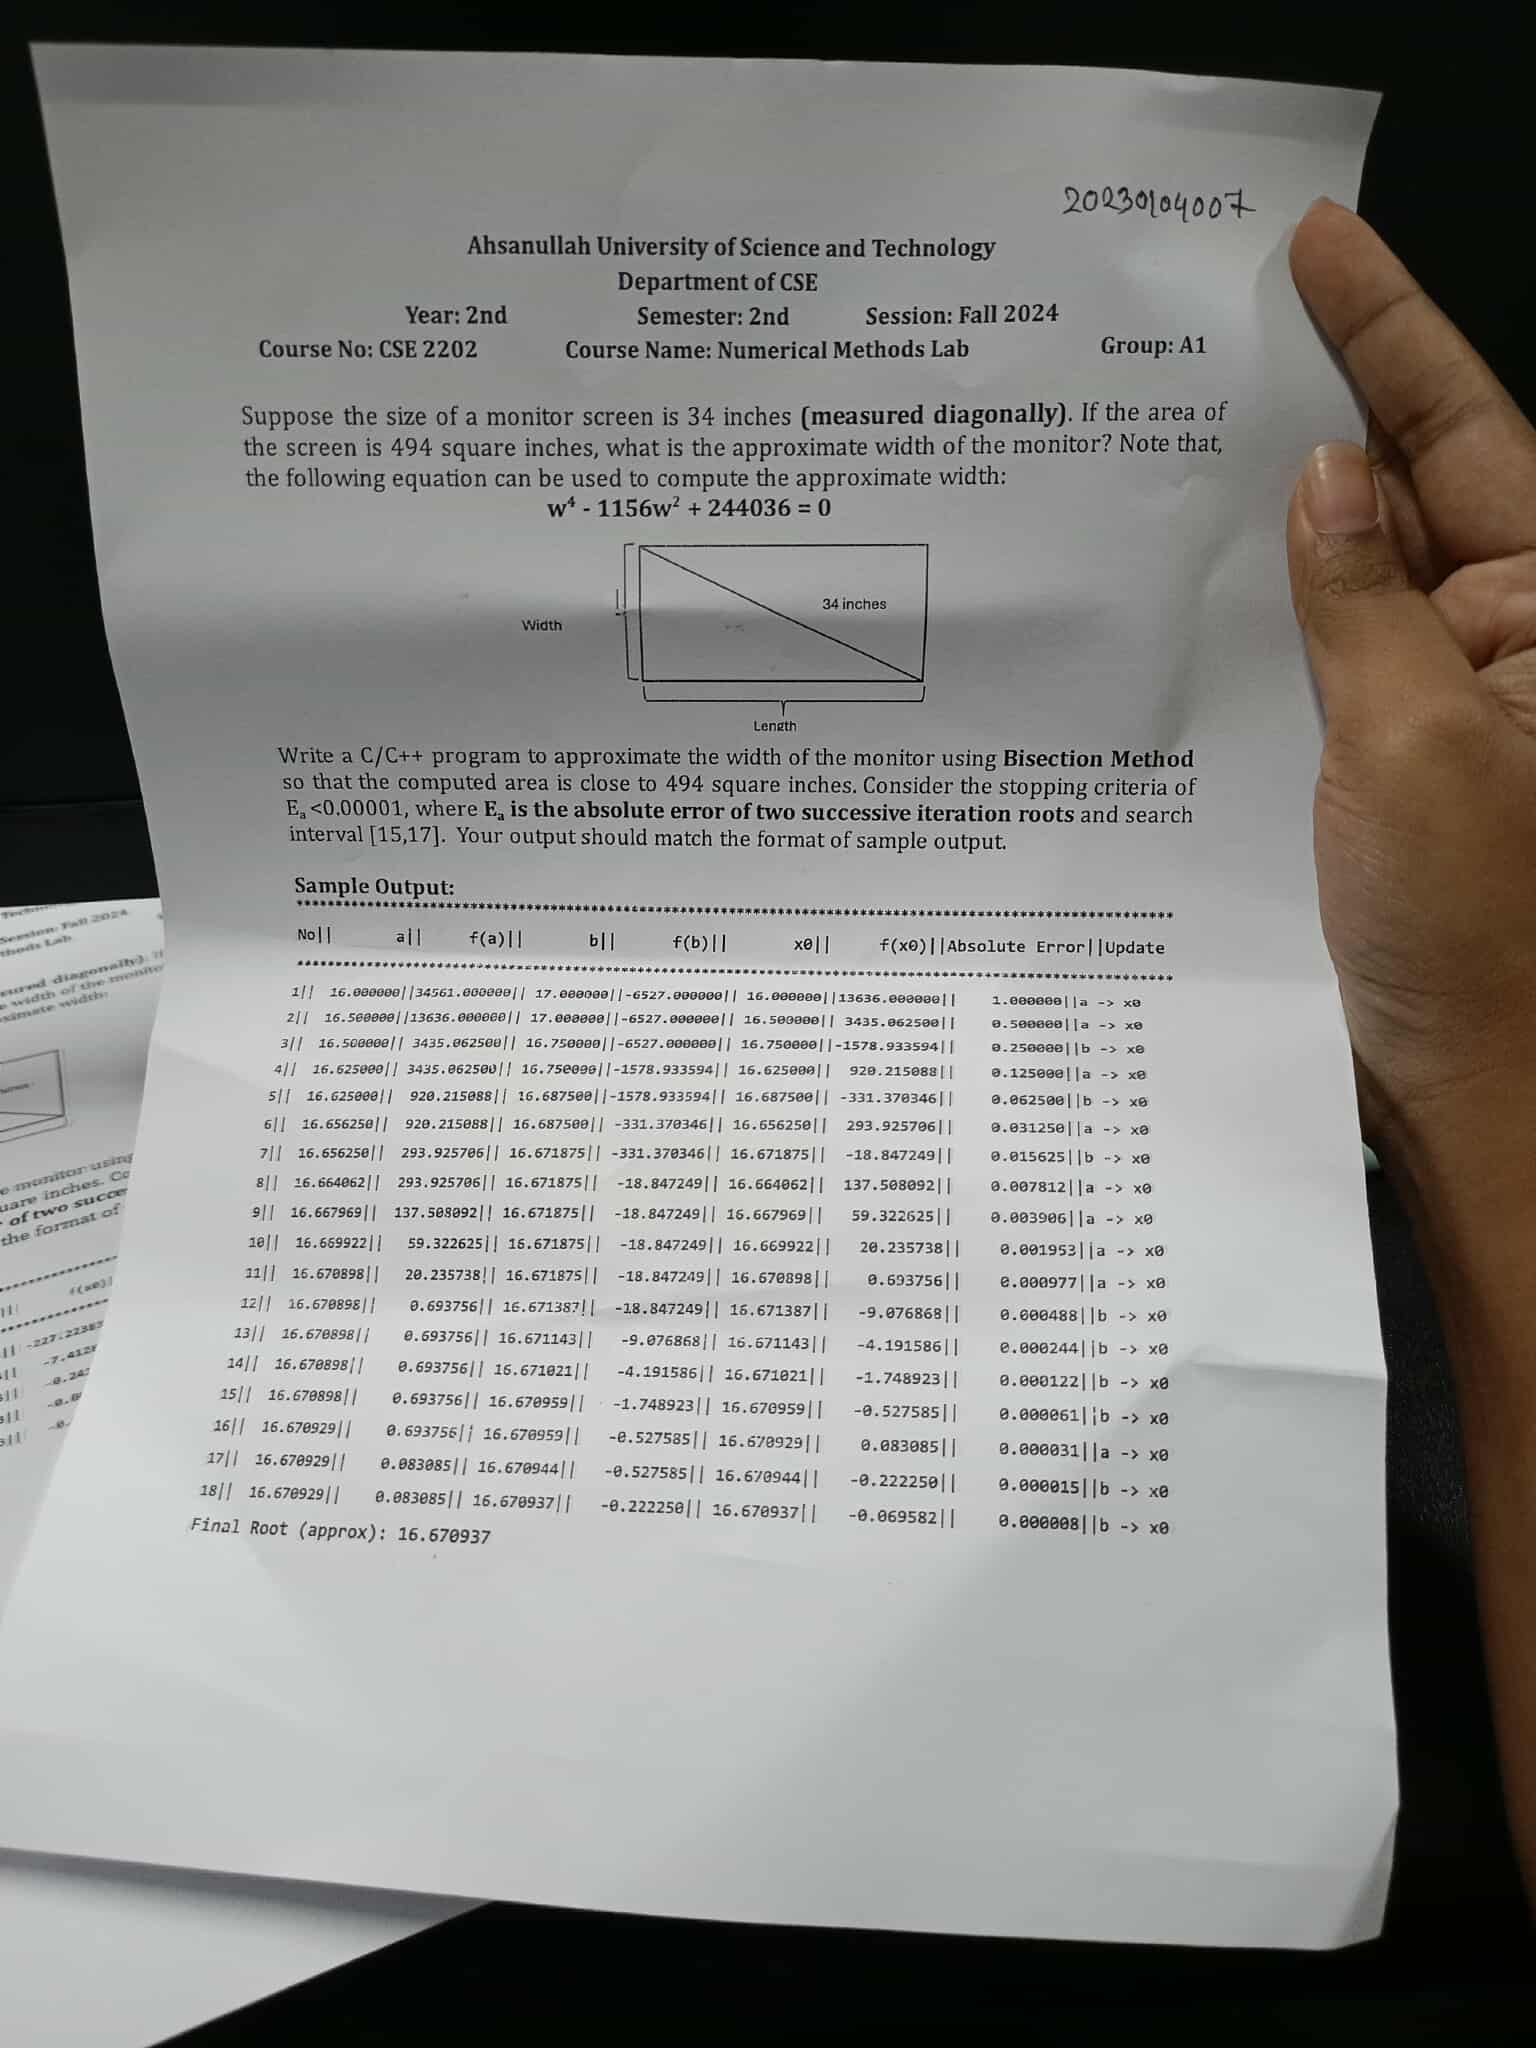 20230104007
Ahsanullah University of Science and Technology
Department of CSE
Year: 2nd Semester: 2nd Session: Fall 2024
Course No: CSE 2202 Course Name: Numerical Methods Lab Group: A1
Suppose the size of a monitor screen is 34 inches (measured diagonally). If the area of
the screen is 494 square inches, what is the approximate width of the monitor? Note that,
the following equation can be used to compute the approximate width:
w⁴ - 1156w² + 244036 = 0
34 inches
Width
Length
Write a C/C++ program to approximate the width of the monitor using Bisection Method
so that the computed area is close to 494 square inches. Consider the stopping criteria of
Eₐ <0.00001, where Eₐ is the absolute error of two successive iteration roots and search
interval [15,17]. Your output should match the format of sample output.
Sample Output:
No|| a|| f(a)|| b|| f(b)|| x0|| f(x0)||Absolute Error||Update
1|| 16.000000||34561.000000|| 17.000000||-6527.000000|| 16.000000||13636.000000|| 1.000000||a -> x0
2|| 16.500000||13636.000000|| 17.000000||-6527.000000|| 16.500000|| 3435.062500|| 0.500000||a -> x0
3|| 16.500000|| 3435.062500|| 16.750000||-6527.000000|| 16.750000||-1578.933594|| 0.250000||b -> x0
4|| 16.625000|| 3435.062500|| 16.750000||-1578.933594|| 16.625000|| 920.215088|| 0.125000||a -> x0
5|| 16.625000|| 920.215088|| 16.687500||-1578.933594|| 16.687500|| -331.370346|| 0.062500||b -> x0
6|| 16.656250|| 920.215088|| 16.687500|| -331.370346|| 16.656250|| 293.925706|| 0.031250||a -> x0
7|| 16.656250|| 293.925706|| 16.671875|| -331.370346|| 16.671875|| -18.847249|| 0.015625||b -> x0
8|| 16.664062|| 293.925706|| 16.671875|| -18.847249|| 16.664062|| 137.508092|| 0.007812||a -> x0
9|| 16.667969|| 137.508092|| 16.671875|| -18.847249|| 16.667969|| 59.322625|| 0.003906||a -> x0
10|| 16.669922|| 59.322625|| 16.671875|| -18.847249|| 16.669922|| 20.235738|| 0.001953||a -> x0
11|| 16.670898|| 20.235738|| 16.671875|| -18.847249|| 16.670898|| 0.693756|| 0.000977||a -> x0
12|| 16.670898|| 0.693756|| 16.671387|| -18.847249|| 16.671387|| -9.076868|| 0.000488||b -> x0
13|| 16.670898|| 0.693756|| 16.671143|| -9.076868|| 16.671143|| -4.191586|| 0.000244||b -> x0
14|| 16.670898|| 0.693756|| 16.671021|| -4.191586|| 16.671021|| -1.748923|| 0.000122||b -> x0
15|| 16.670898|| 0.693756|| 16.670959|| -1.748923|| 16.670959|| -0.527585|| 0.000061||b -> x0
16|| 16.670929|| 0.693756|| 16.670959|| -0.527585|| 16.670929|| 0.083085|| 0.000031||a -> x0
17|| 16.670929|| 0.083085|| 16.670944|| -0.527585|| 16.670944|| -0.222250|| 0.000015||b -> x0
18|| 16.670929|| 0.083085|| 16.670937|| -0.222250|| 16.670937|| -0.069582|| 0.000008||b -> x0
Final Root (approx): 16.670937
Session: Fall 2024
thods Lab